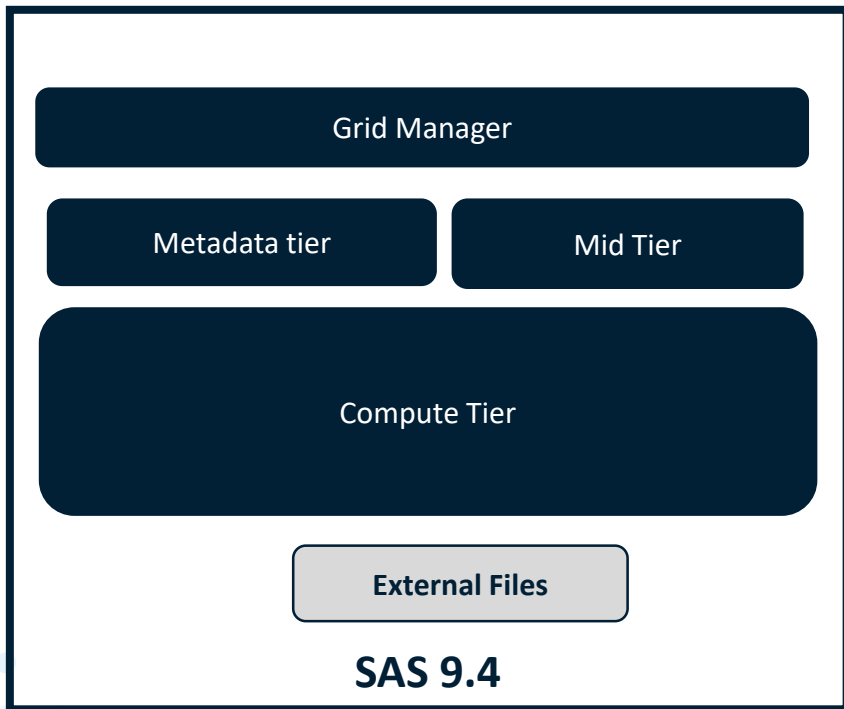 Grid Manager
Metadata tier
Mid Tier
Compute Tier
External Files
SAS 9.4